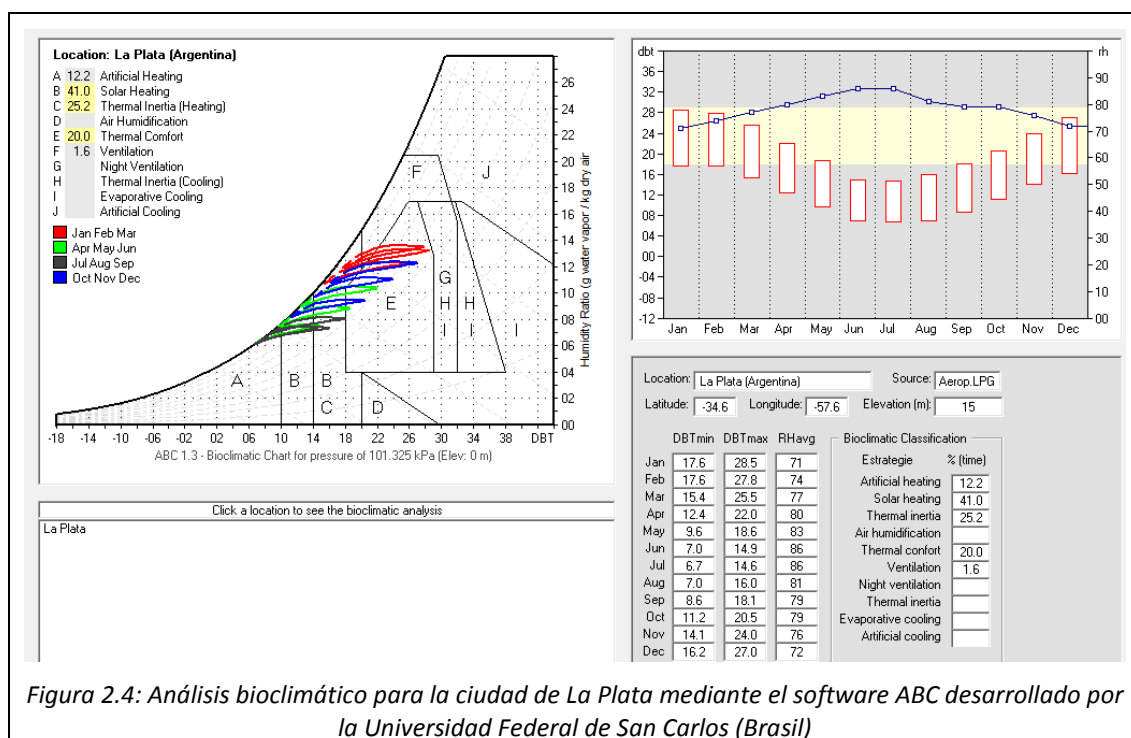 Location: La Plata (Argentina)
A 12.2 Artificial Heating
B 41.0 Solar Heating
C 25.2 Thermal Inertia (Heating)
D Air Humidification
E 20.0 Thermal Comfort
F 1.6 Ventilation
G Night Ventilation
H Thermal Inertia (Cooling)
I Evaporative Cooling
J Artificial Cooling
Jan Feb Mar
Apr May Jun
Jul Aug Sep
Oct Nov Dec
F J
G
E H H
I I I
A B B
C D
26
24
22
20
18
16
14
12
10
08
06
04
02
00
Humidity Ratio (g water vapor / kg dry air)
-18 -14 -10 -06 -02 02 06 10 14 18 22 26 30 34 38 DBT
ABC 1.3 - Bioclimatic Chart for pressure of 101.325 kPa (Elev: 0 m)
Click a location to see the bioclimatic analysis
La Plata
dbt rh
36
32
28
24
20
16
12
08
04
00
-04
-08
-12
90
80
70
60
50
40
30
20
10
00
Jan Feb Mar Apr May Jun Jul Aug Sep Oct Nov Dec
Location: La Plata (Argentina) Source: Aerop.LPG
Latitude: -34.6 Longitude: -57.6 Elevation (m): 15
DBTmin DBTmax RHavg
Jan 17.6 28.5 71
Feb 17.6 27.8 74
Mar 15.4 25.5 77
Apr 12.4 22.0 80
May 9.6 18.6 83
Jun 7.0 14.9 86
Jul 6.7 14.6 86
Aug 7.0 16.0 81
Sep 8.6 18.1 79
Oct 11.2 20.5 79
Nov 14.1 24.0 76
Dec 16.2 27.0 72
Bioclimatic Classification
Estrategie % (time)
Artificial heating 12.2
Solar heating 41.0
Thermal inertia 25.2
Air humidification
Thermal confort 20.0
Ventilation 1.6
Night ventilation
Thermal inertia
Evaporative cooling
Artificial cooling
Figura 2.4: Análisis bioclimático para la ciudad de La Plata mediante el software ABC desarrollado por
la Universidad Federal de San Carlos (Brasil)